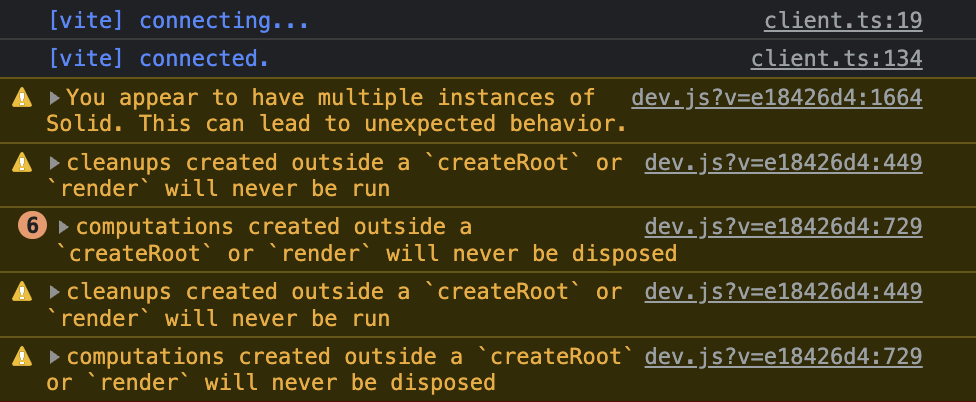 [vite] connecting... client.ts:19
[vite] connected. client.ts:134
You appear to have multiple instances of dev.js?v=e18426d4:1664
Solid. This can lead to unexpected behavior.
cleanups created outside a `createRoot` or dev.js?v=e18426d4:449
`render` will never be run
6 computations created outside a dev.js?v=e18426d4:729
`createRoot` or `render` will never be disposed
cleanups created outside a `createRoot` or dev.js?v=e18426d4:449
`render` will never be run
computations created outside a `createRoot` dev.js?v=e18426d4:729
or `render` will never be disposed